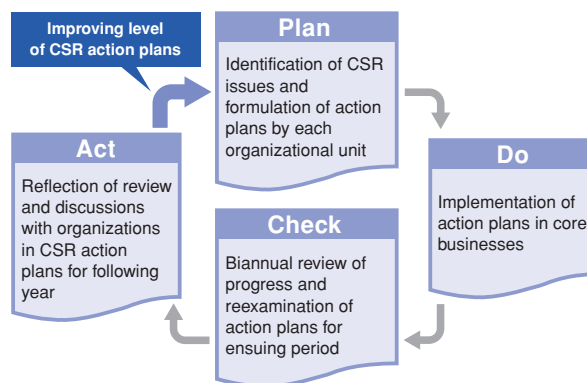 Improving level
of CSR action plans
Plan
Identification of CSR
issues and
formulation of action
plans by each
organizational unit
Do
Implementation of
action plans in core
businesses
Check
Biannual review of
progress and
reexamination of
action plans for
ensuing period
Act
Reflection of review
and discussions
with organizations
in CSR action
plans for following
year